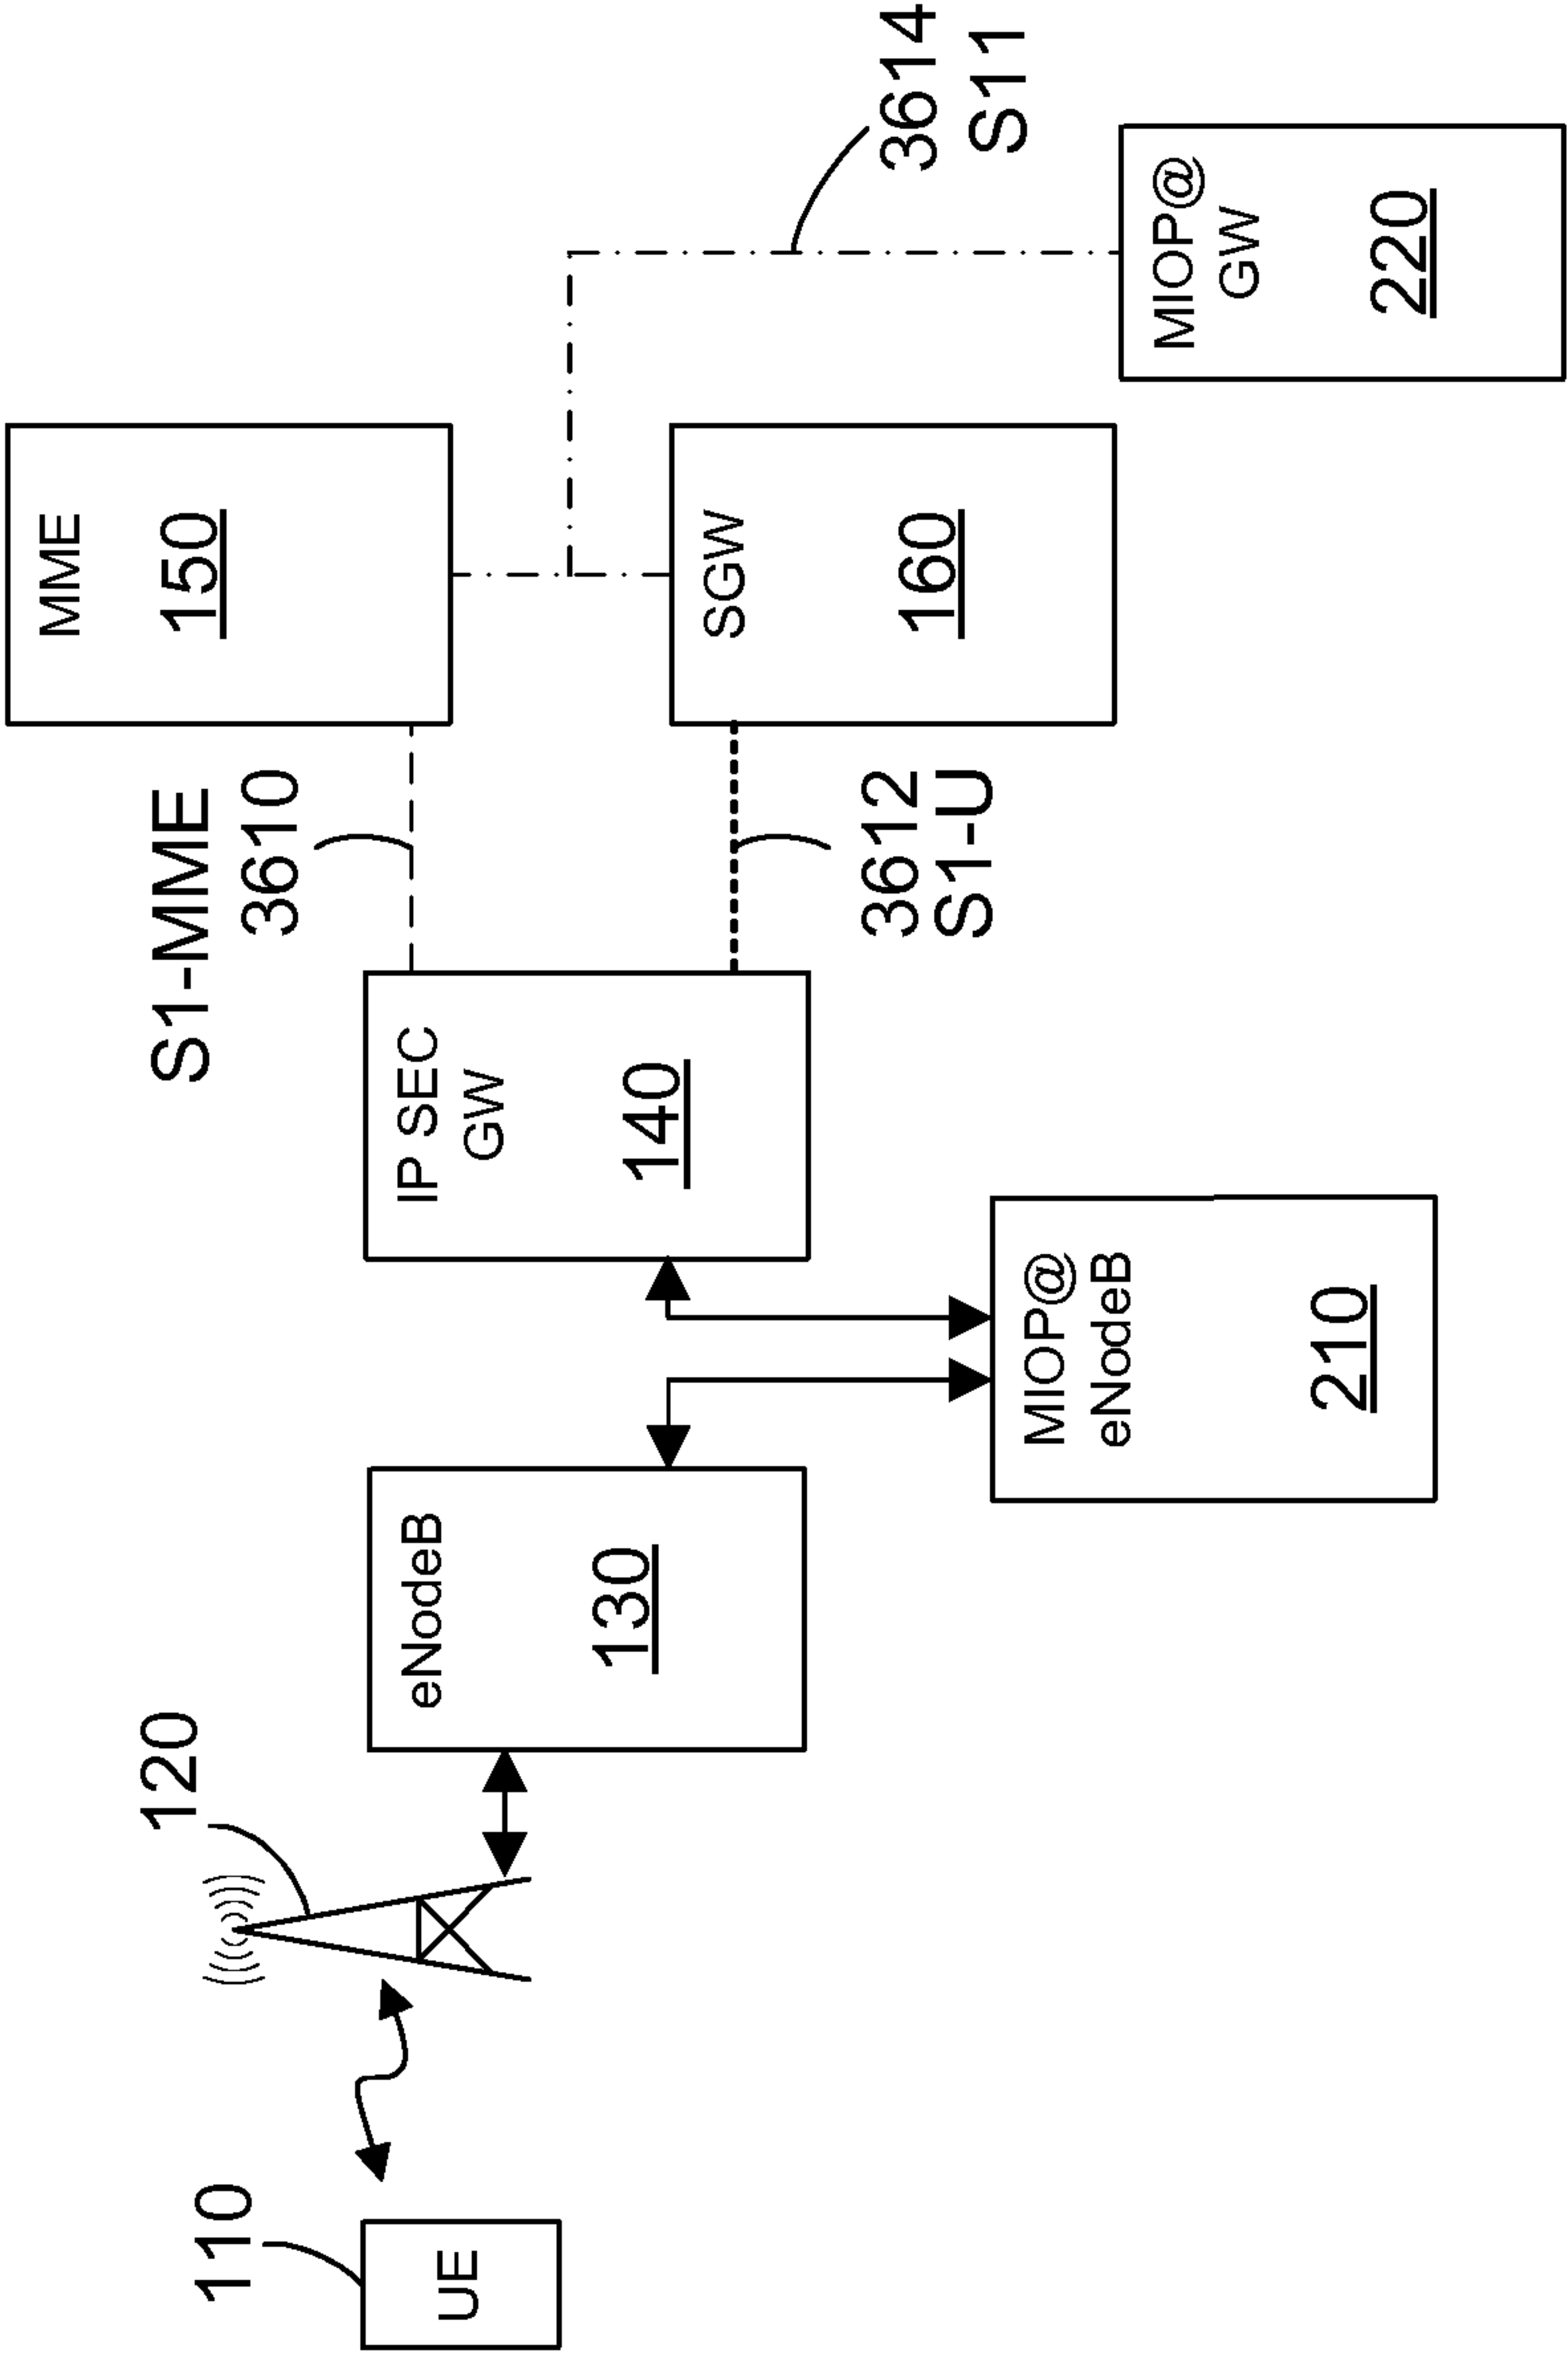 110
UE
120
eNodeB
130
MIOP@
eNodeB
210
IP SEC
GW
140
S1-MME
3610
3612
S1-U
MME
150
SGW
160
3614
S11
MIOP@
GW
220